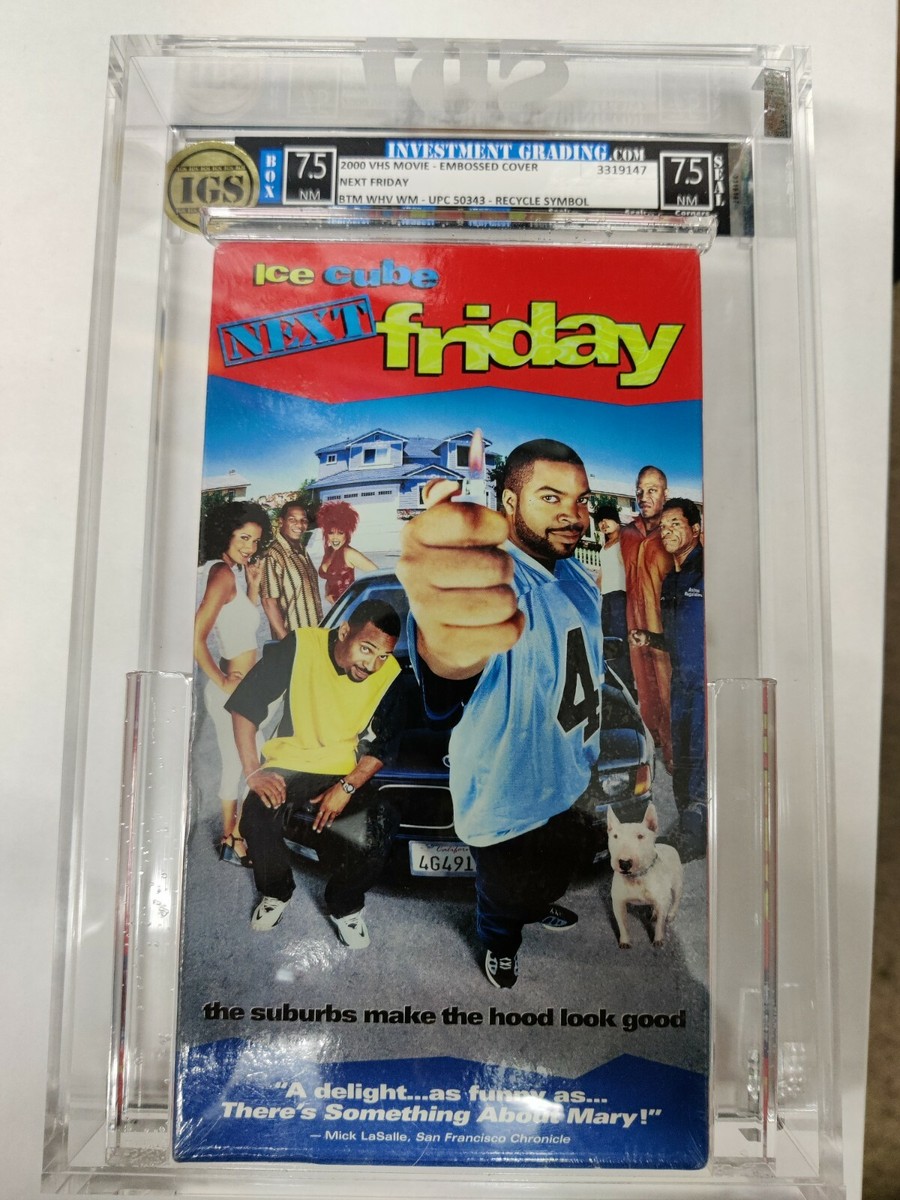 INVESTMENT GRADING.COM
IGS
BOX
7.5
NM
2000 VHS MOVIE - EMBOSSED COVER 3319147
NEXT FRIDAY
BTM WHV WM - UPC 50343 - RECYCLE SYMBOL
7.5
NM
SEAL
Corners
Ice cube
NEXT friday
4
California
4G491
the suburbs make the hood look good
"A delight...as funny as...
There's Something About Mary!"
– Mick LaSalle, San Francisco Chronicle